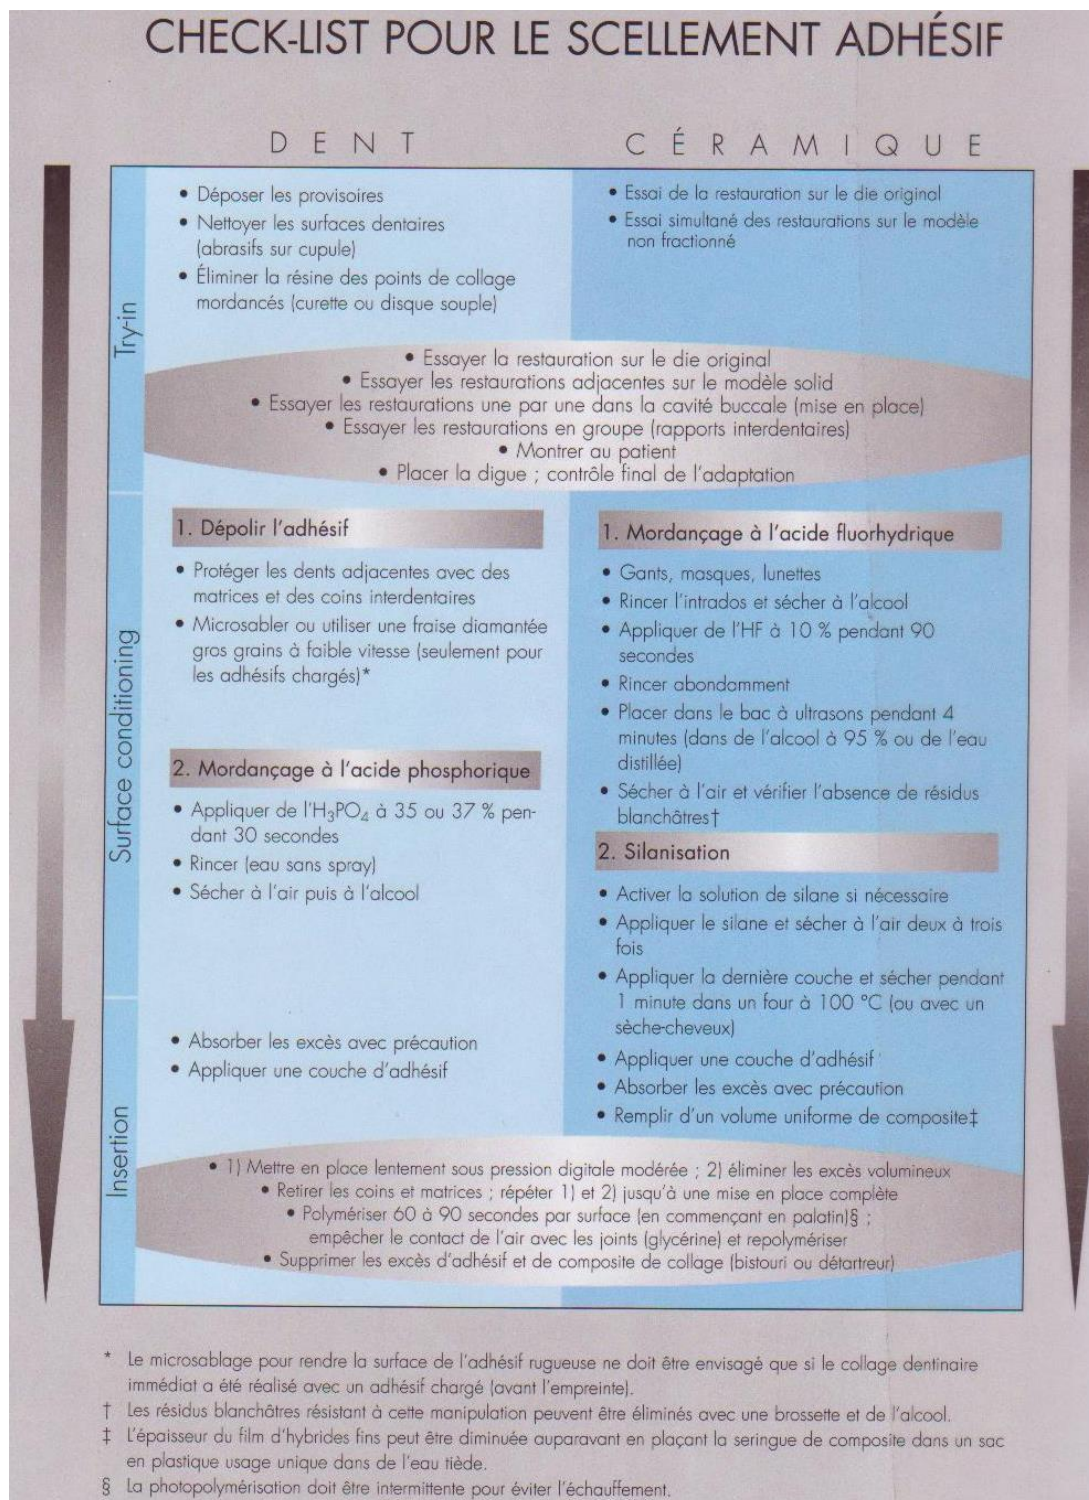 CHECK-LIST POUR LE SCELLEMENT ADHÉSIF
DENT
CÉRAMIQUE
Try-in
• Déposer les provisoires
• Nettoyer les surfaces dentaires
(abrasifs sur cupule)
• Éliminer la résine des points de collage
mordancés (curette ou disque souple)
• Essai de la restauration sur le die original
• Essai simultané des restaurations sur le modèle
non fractionné
• Essayer la restauration sur le die original
• Essayer les restaurations adjacentes sur le modèle solid
• Essayer les restaurations une par une dans la cavité buccale (mise en place)
• Essayer les restaurations en groupe (rapports interdentaires)
• Montrer au patient
• Placer la digue ; contrôle final de l'adaptation
Surface conditioning
1. Dépolir l'adhésif
• Protéger les dents adjacentes avec des
matrices et des coins interdentaires
• Microsabler ou utiliser une fraise diamantée
gros grains à faible vitesse (seulement pour
les adhésifs chargés)*
2. Mordançage à l'acide phosphorique
• Appliquer de l'H₃PO₄ à 35 ou 37 % pen-
dant 30 secondes
• Rincer (eau sans spray)
• Sécher à l'air puis à l'alcool
1. Mordançage à l'acide fluorhydrique
• Gants, masques, lunettes
• Rincer l'intrados et sécher à l'alcool
• Appliquer de l'HF à 10 % pendant 90
secondes
• Rincer abondamment
• Placer dans le bac à ultrasons pendant 4
minutes (dans de l'alcool à 95 % ou de l'eau
distillée)
• Sécher à l'air et vérifier l'absence de résidus
blanchâtres†
2. Silanisation
• Activer la solution de silane si nécessaire
• Appliquer le silane et sécher à l'air deux à trois
fois
• Appliquer la dernière couche et sécher pendant
1 minute dans un four à 100 °C (ou avec un
sèche-cheveux)
Insertion
• Absorber les excès avec précaution
• Appliquer une couche d'adhésif
• Appliquer une couche d'adhésif
• Absorber les excès avec précaution
• Remplir d'un volume uniforme de composite‡
• 1) Mettre en place lentement sous pression digitale modérée ; 2) éliminer les excès volumineux
• Retirer les coins et matrices ; répéter 1) et 2) jusqu'à une mise en place complète
• Polymériser 60 à 90 secondes par surface (en commençant en palatin)§ ;
empêcher le contact de l'air avec les joints (glycérine) et repolymériser
• Supprimer les excès d'adhésif et de composite de collage (bistouri ou détartreur)
* Le microsablage pour rendre la surface de l'adhésif rugueuse ne doit être envisagé que si le collage dentinaire
immédiat a été réalisé avec un adhésif chargé (avant l'empreinte).
† Les résidus blanchâtres résistant à cette manipulation peuvent être éliminés avec une brossette et de l'alcool.
‡ L'épaisseur du film d'hybrides fins peut être diminuée auparavant en plaçant la seringue de composite dans un sac
en plastique usage unique dans de l'eau tiède.
§ La photopolymérisation doit être intermittente pour éviter l'échauffement.